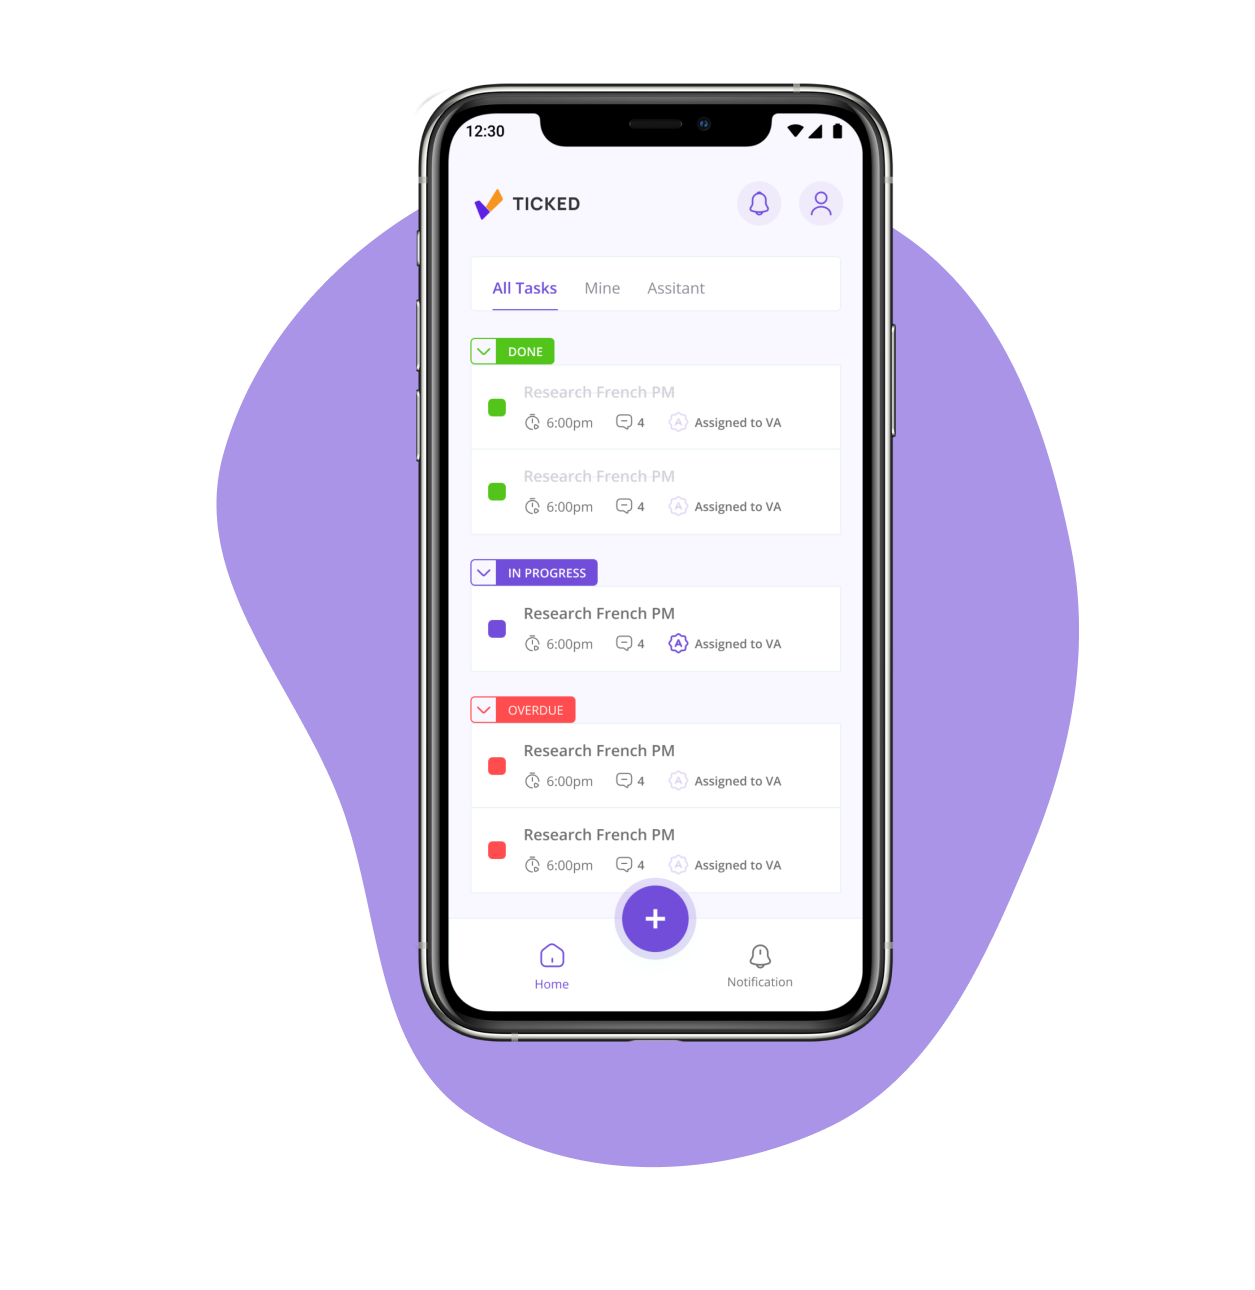 12:30
TICKED
All Tasks Mine Assitant
DONE
Research French PM
6:00pm 4 A Assigned to VA
Research French PM
6:00pm 4 A Assigned to VA
IN PROGRESS
Research French PM
6:00pm 4 A Assigned to VA
OVERDUE
Research French PM
6:00pm 4 A Assigned to VA
Research French PM
6:00pm 4 A Assigned to VA
+
Home Notification